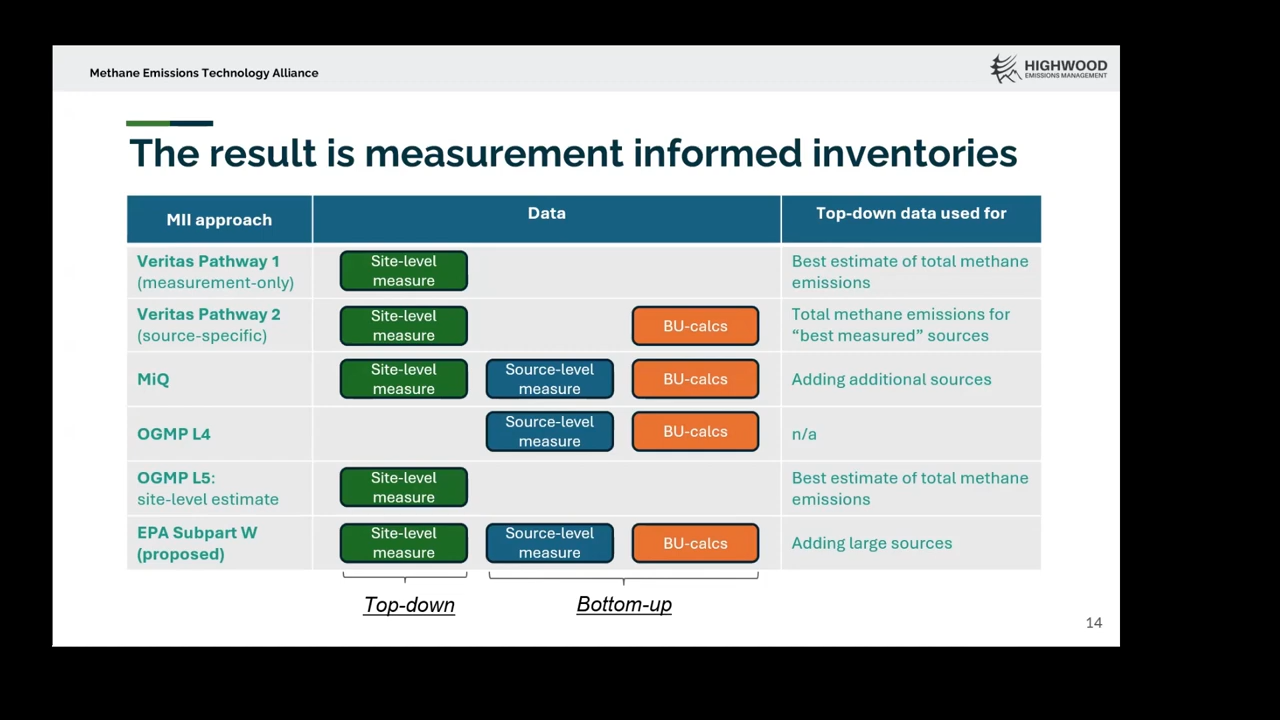 Methane Emissions Technology Alliance
HIGHWOOD
EMISSIONS MANAGEMENT
The result is measurement informed inventories
MII approach
Data
Top-down data used for
Veritas Pathway 1
(measurement-only)
Site-level
measure
Best estimate of total methane
emissions
Veritas Pathway 2
(source-specific)
Site-level
measure
BU-calcs
Total methane emissions for
“best measured” sources
MiQ
Site-level
measure
Source-level
measure
BU-calcs
Adding additional sources
OGMP L4
Source-level
measure
BU-calcs
n/a
OGMP L5:
site-level estimate
Site-level
measure
Best estimate of total methane
emissions
EPA Subpart W
(proposed)
Site-level
measure
Source-level
measure
BU-calcs
Adding large sources
Top-down
Bottom-up
14